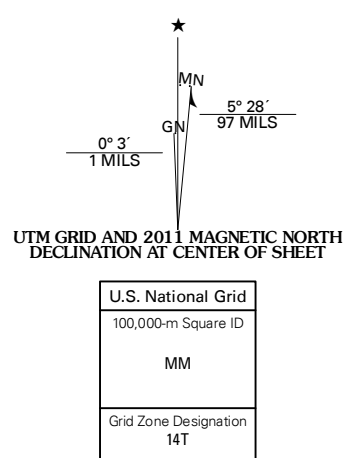 ★
MN
GN
5° 28´
97 MILS
0° 3´
1 MILS
UTM GRID AND 2011 MAGNETIC NORTH
DECLINATION AT CENTER OF SHEET
U.S. National Grid
100,000-m Square ID
MM
Grid Zone Designation
14T